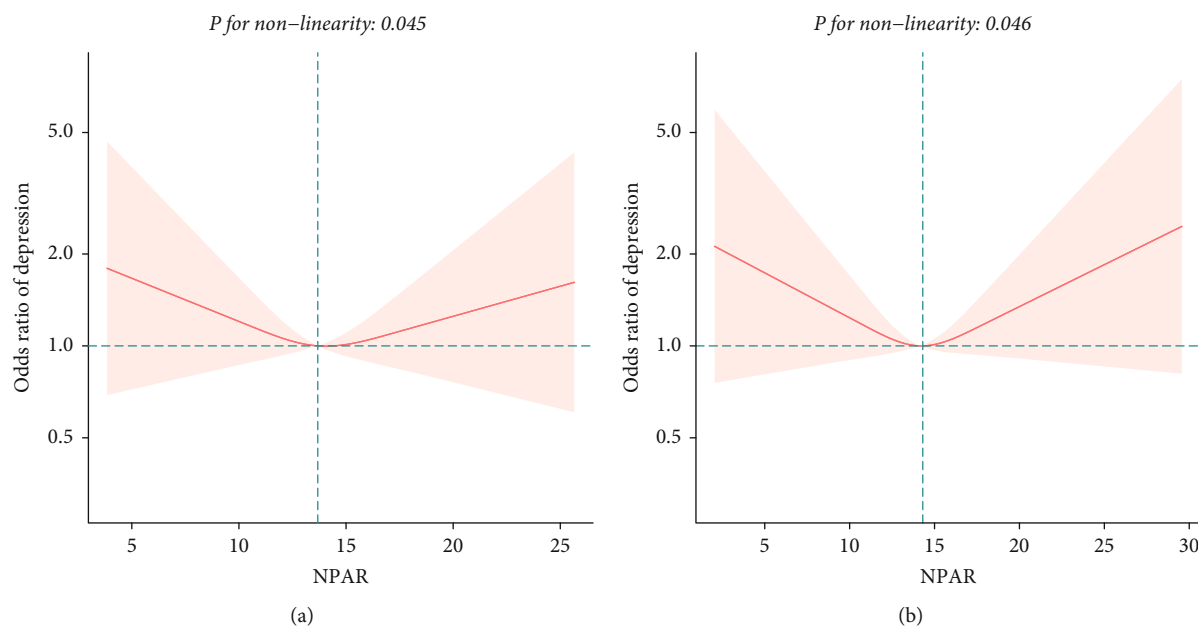 P for non−linearity: 0.045
Odds ratio of depression
5.0
2.0
1.0
0.5
5 10 15 20 25
NPAR
(a)
P for non−linearity: 0.046
Odds ratio of depression
5.0
2.0
1.0
0.5
5 10 15 20 25 30
NPAR
(b)